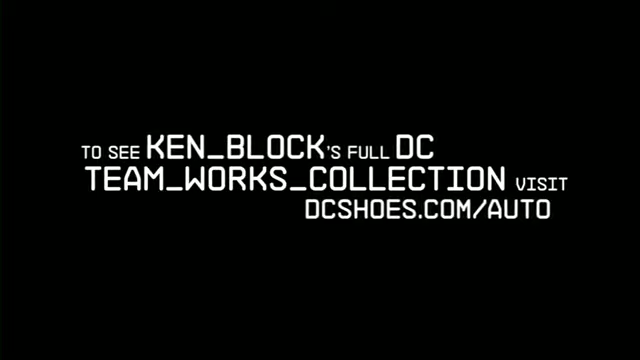 TO SEE KEN_BLOCK'S FULL DC
TEAM_WORKS_COLLECTION VISIT
DCSHOES.COM/AUTO